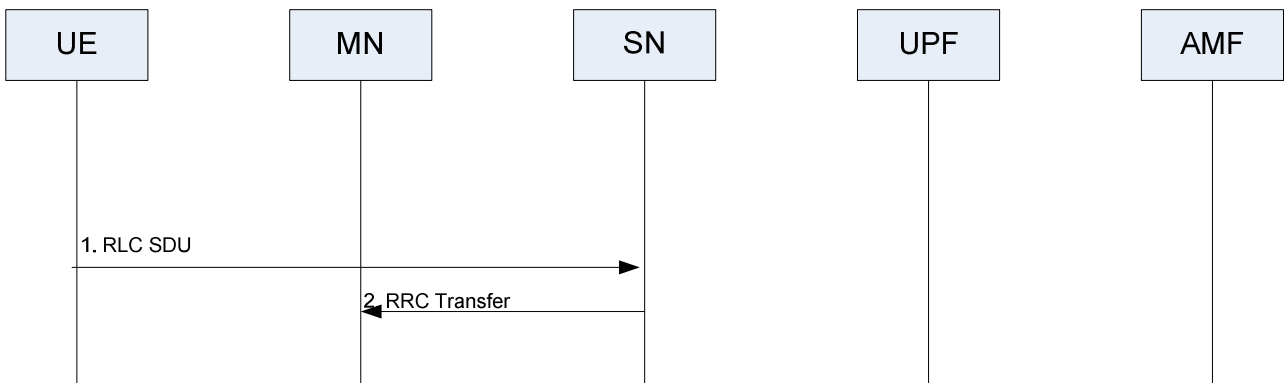 UE
MN
SN
UPF
AMF
1. RLC SDU
2. RRC Transfer